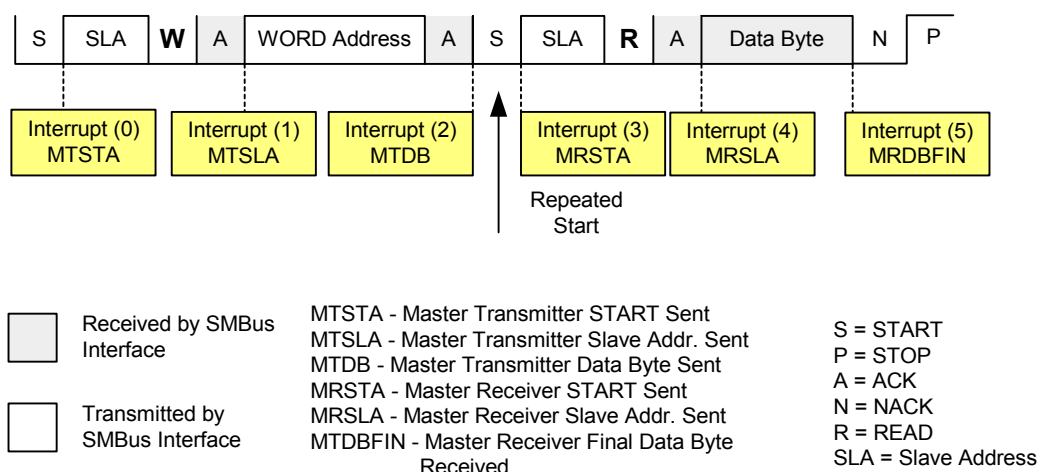 S SLA W A WORD Address A S SLA R A Data Byte N P
Interrupt (0) Interrupt (1) Interrupt (2) Interrupt (3) Interrupt (4) Interrupt (5)
MTSTA MTSLA MTDB MRSTA MRSLA MRDBFIN
Repeated
Start
Received by SMBus
Interface
Transmitted by
SMBus Interface
MTSTA - Master Transmitter START Sent
MTSLA - Master Transmitter Slave Addr. Sent
MTDB - Master Transmitter Data Byte Sent
MRSTA - Master Receiver START Sent
MRSLA - Master Receiver Slave Addr. Sent
MTDBFIN - Master Receiver Final Data Byte
Received
S = START
P = STOP
A = ACK
N = NACK
R = READ
SLA = Slave Address